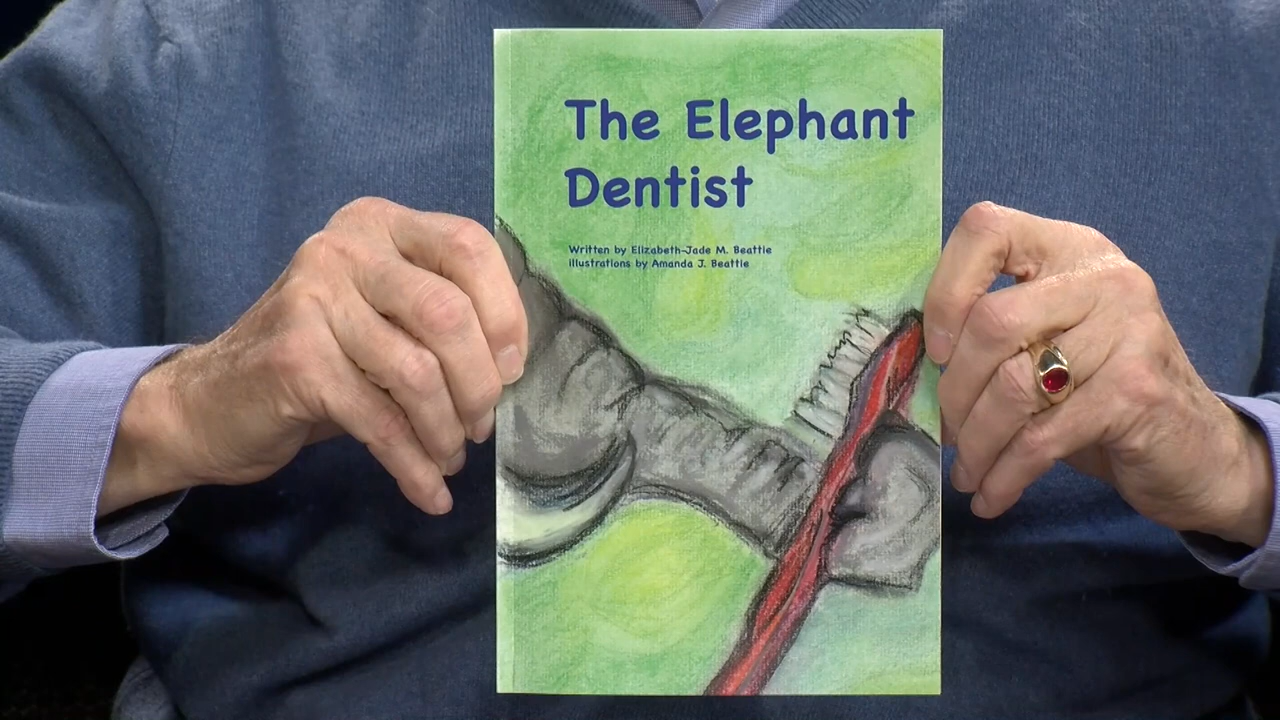 The Elephant
Dentist
Written by Elizabeth-Jade M. Beattie
Illustrations by Amanda J. Beattie